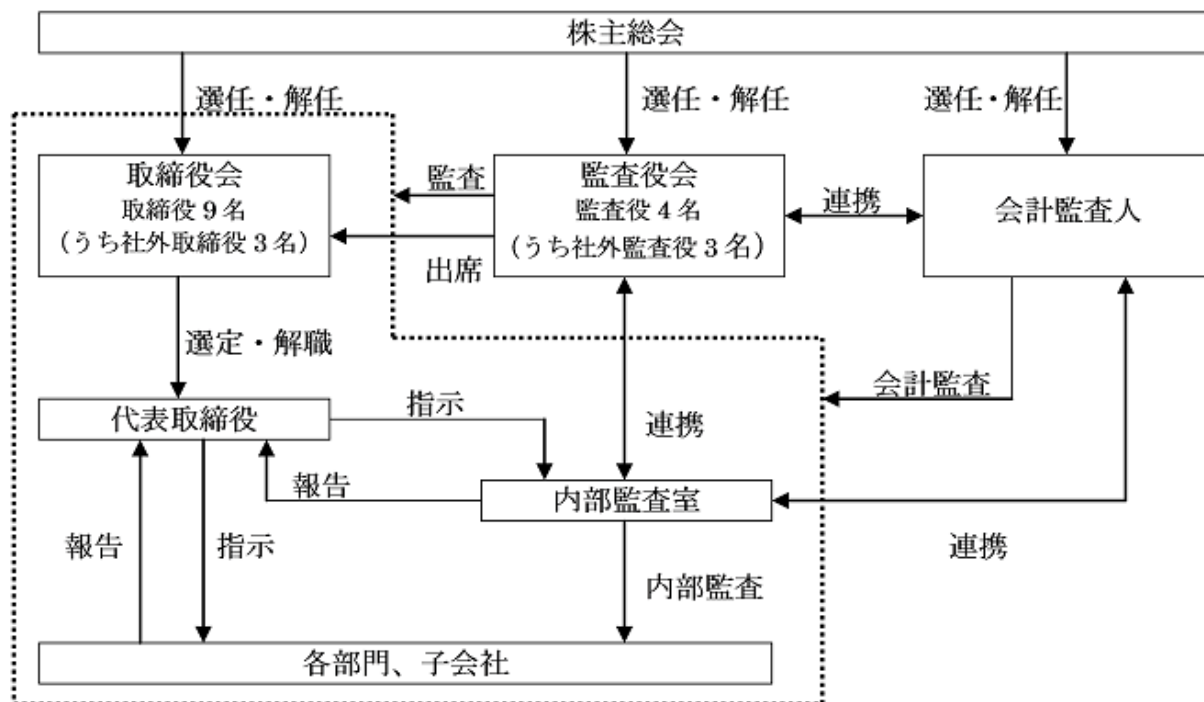 株主総会
選任・解任
選任・解任
選任・解任
取締役会
取締役9名
（うち社外取締役3名）
監査
出席
監査役会
監査役4名
（うち社外監査役3名）
連携
会計監査人
選定・解職
会計監査
代表取締役
指示
連携
報告
内部監査室
報告
指示
内部監査
連携
各部門、子会社